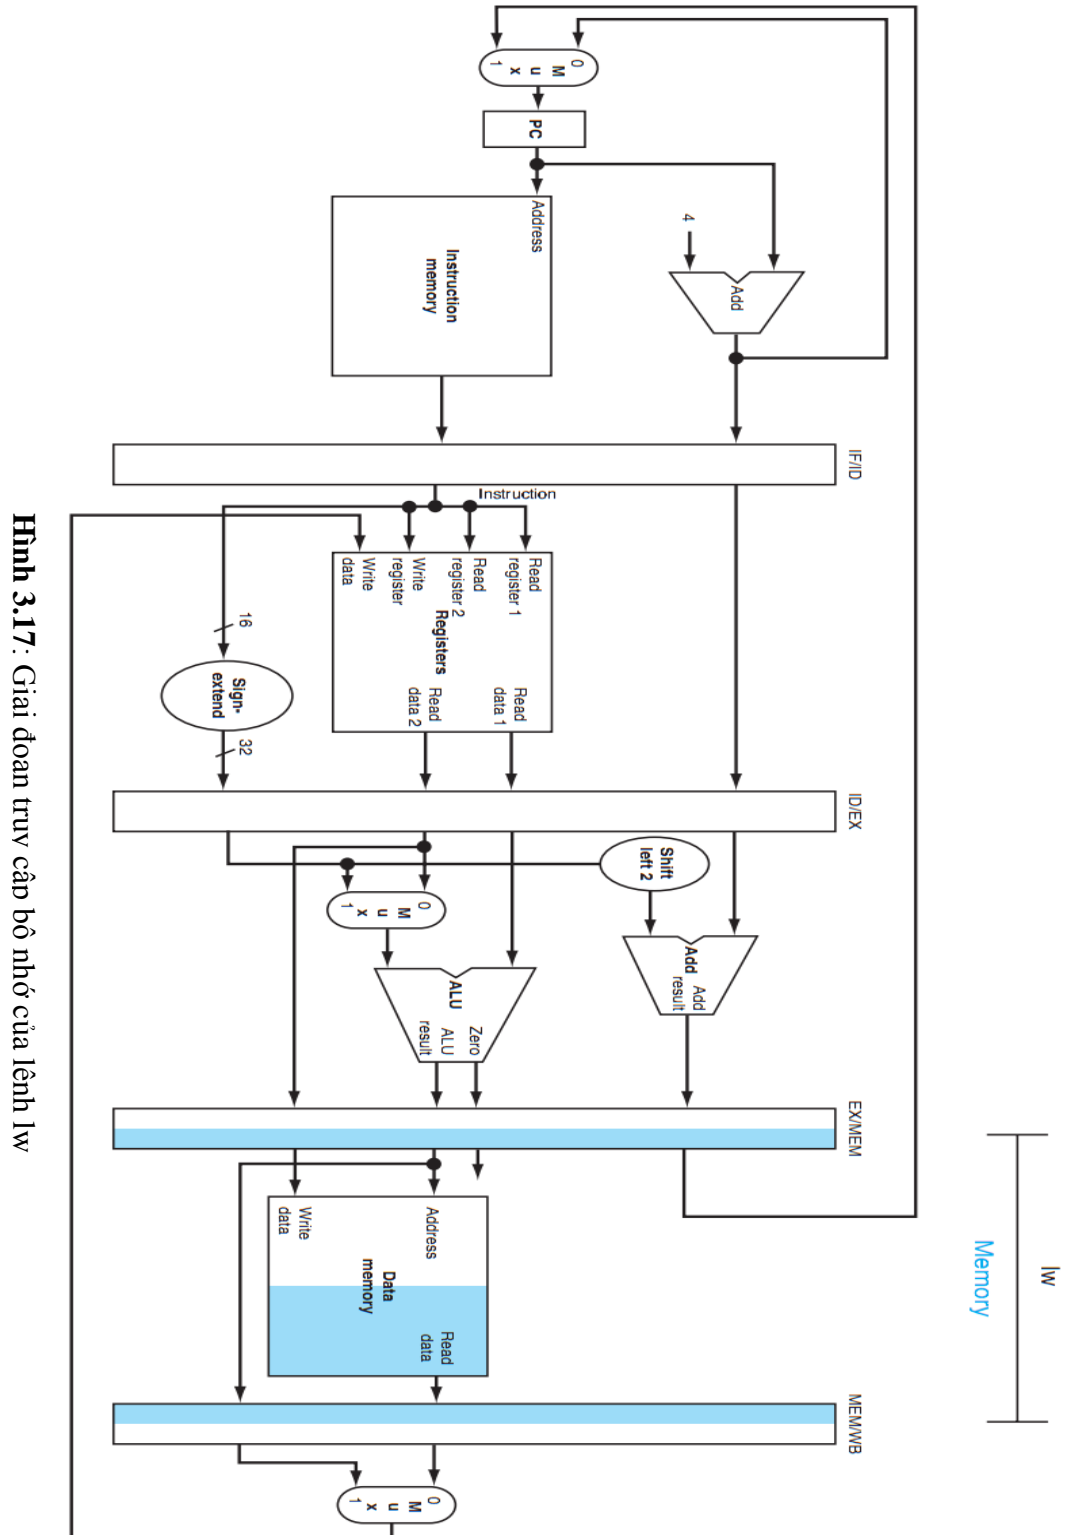 lw
Memory
IF/ID
ID/EX
EX/MEM
MEM/WB
4
Add
Shift
left 2
Add
Add
result
0
M
u
x
1
PC
Address
Instruction
memory
Instruction
Read
register 1
Read
register 2
Write
register
Write
data
Registers
Read
data 1
Read
data 2
16
Sign-
extend
32
0
M
u
x
1
ALU
Zero
ALU
result
Address
Write
data
Data
memory
Read
data
0
M
u
x
1
Hình 3.17: Giai đoạn truy cập bộ nhớ của lệnh lw